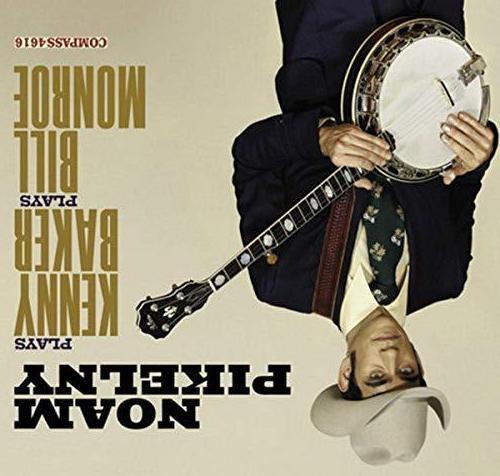 NOAM
PIKELNY
PLAYS
KENNY
BAKER
PLAYS
BILL
MONROE
COMPASS4616